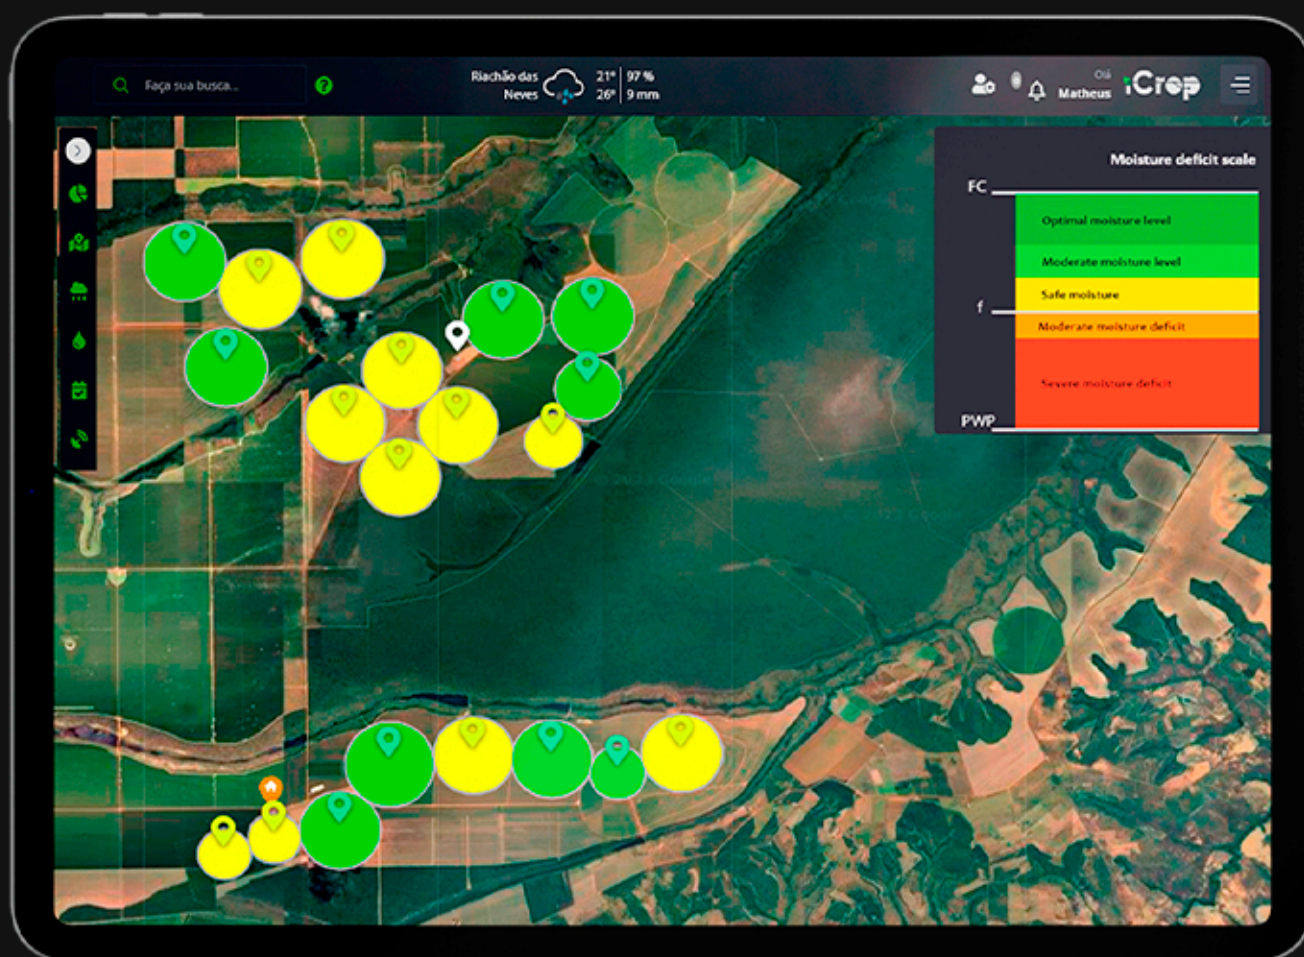 Faça sua busca...
?
Riachão das
Neves
21° 97 %
26° 9 mm
Olá
Matheus
iCrop
Moisture deficit scale
FC
Optimal moisture level
Moderate moisture level
Safe moisture
f
Moderate moisture deficit
Severe moisture deficit
PWP